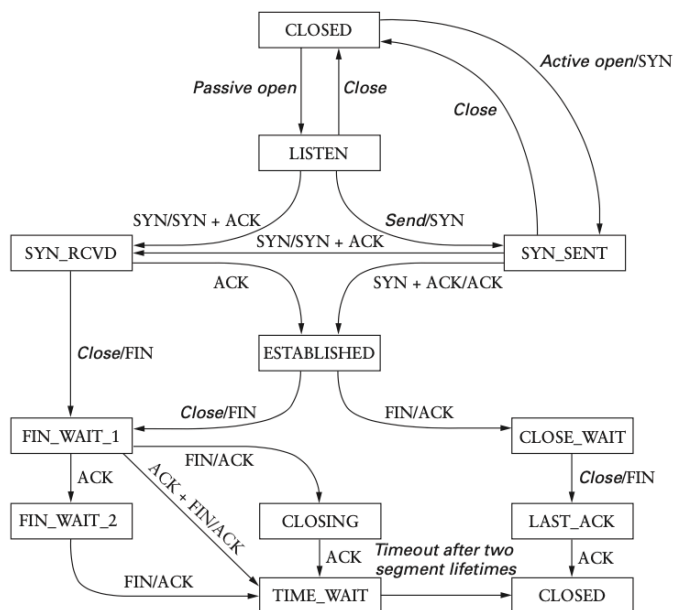 CLOSED
Active open/SYN
Passive open
Close
Close
LISTEN
SYN/SYN + ACK
Send/SYN
SYN/SYN + ACK
SYN_RCVD
SYN_SENT
ACK
SYN + ACK/ACK
ESTABLISHED
Close/FIN
Close/FIN
FIN/ACK
FIN_WAIT_1
CLOSE_WAIT
FIN/ACK
ACK
ACK + FIN/ACK
Close/FIN
FIN_WAIT_2
CLOSING
LAST_ACK
ACK
Timeout after two
segment lifetimes
ACK
FIN/ACK
TIME_WAIT
CLOSED